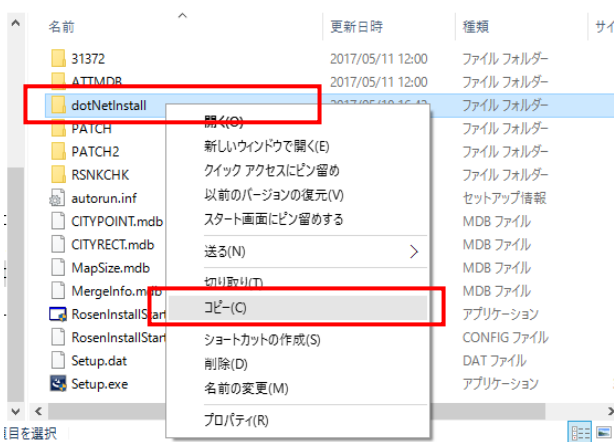 名前 更新日時 種類 サイ
31372 2017/05/11 12:00 ファイル フォルダー
ATTMDB 2017/05/11 12:00 ファイル フォルダー
dotNetInstall ファイル フォルダー
開く(O)
PATCH ファイル フォルダー
新しいウィンドウで開く(E)
PATCH2 ファイル フォルダー
クイック アクセスにピン留め
RSNKCHK ファイル フォルダー
以前のバージョンの復元(V)
autorun.inf セットアップ情報
スタート画面にピン留めする
CITYPOINT.mdb MDB ファイル
送る(N)
CITYRECT.mdb MDB ファイル
MapSize.mdb MDB ファイル
切り取り(T)
MergeInfo.mdb MDB ファイル
コピー(C)
RosenInstallStart アプリケーション
ショートカットの作成(S)
RosenInstallStart CONFIG ファイル
削除(D)
Setup.dat DAT ファイル
名前の変更(M)
Setup.exe アプリケーション
プロパティ(R)
目を選択